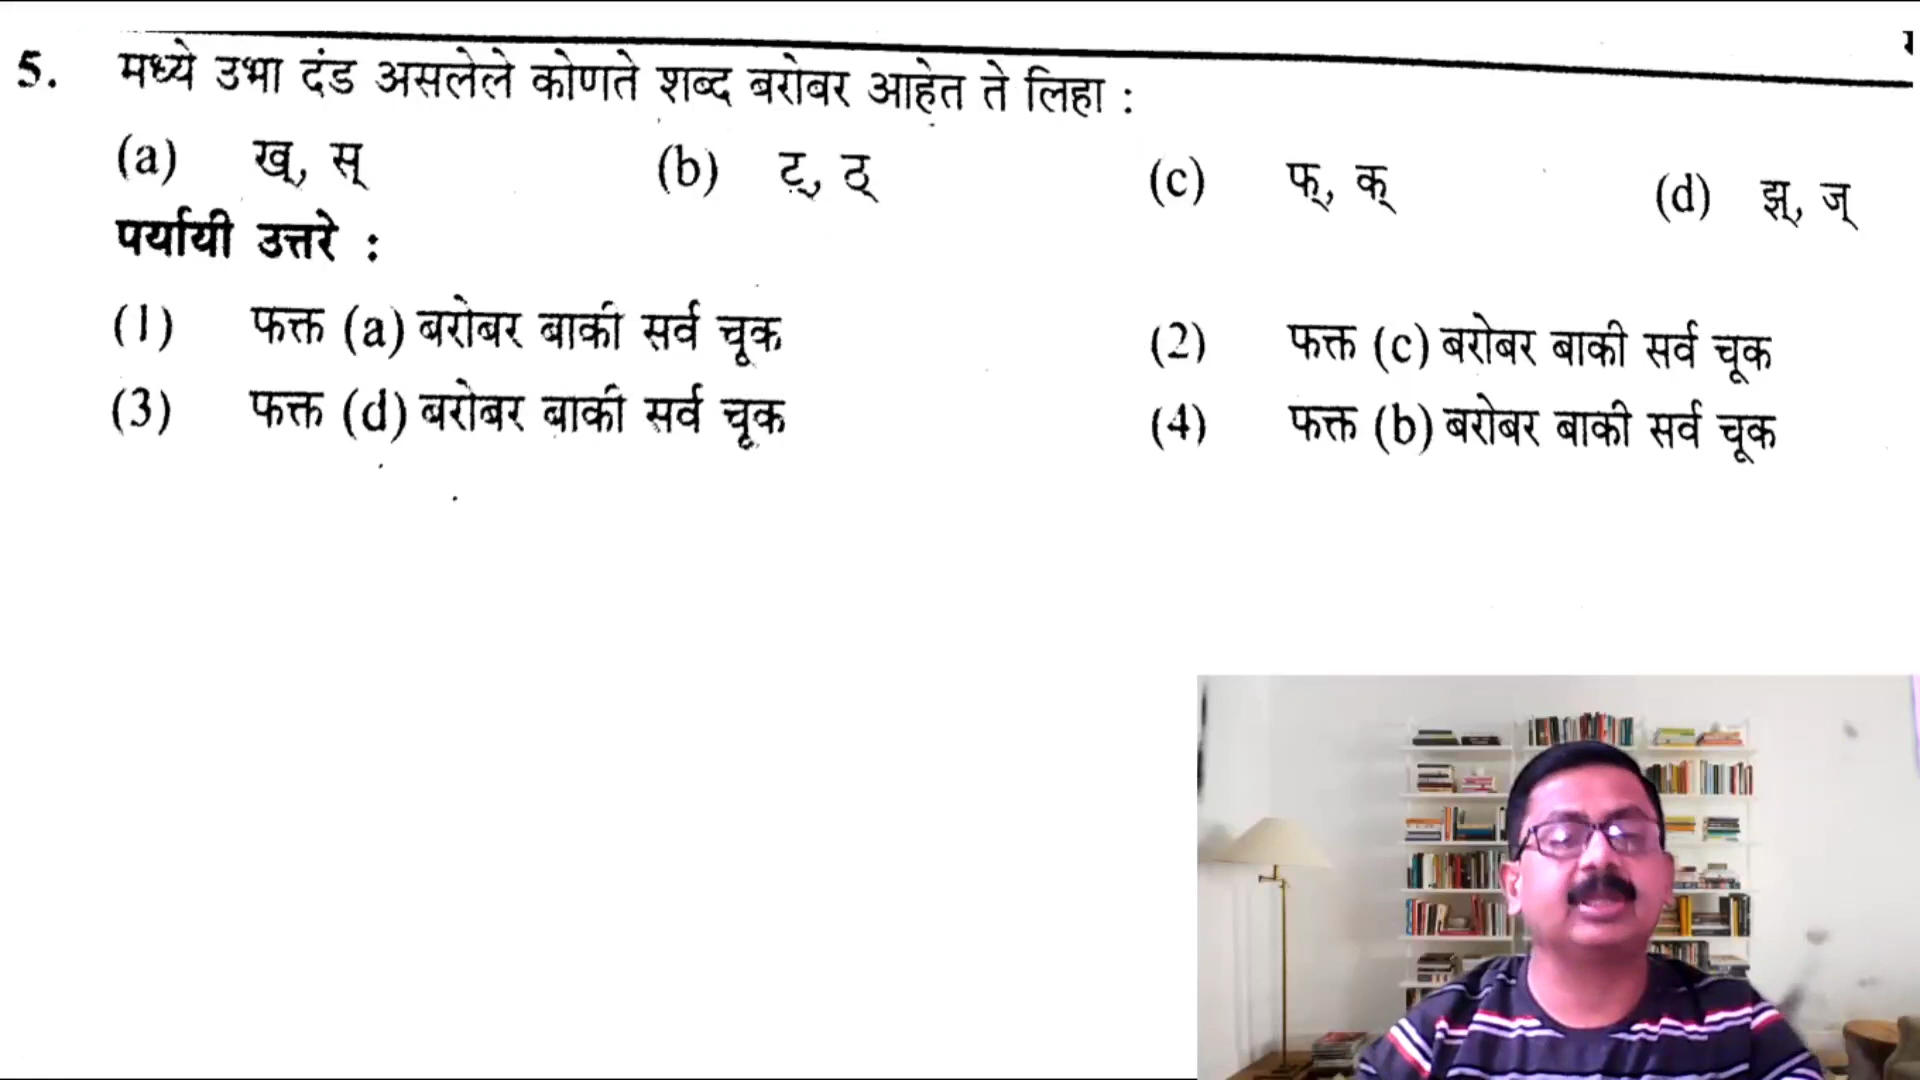 5. मध्ये उभा दंड असलेले कोणते शब्द बरोबर आहेत ते लिहा :
(a) ख्, स् (b) ट्, ठ् (c) फ्, क् (d) झ्, ज्
पर्यायी उत्तरे :
(1) फक्त (a) बरोबर बाकी सर्व चूक (2) फक्त (c) बरोबर बाकी सर्व चूक
(3) फक्त (d) बरोबर बाकी सर्व चूक (4) फक्त (b) बरोबर बाकी सर्व चूक